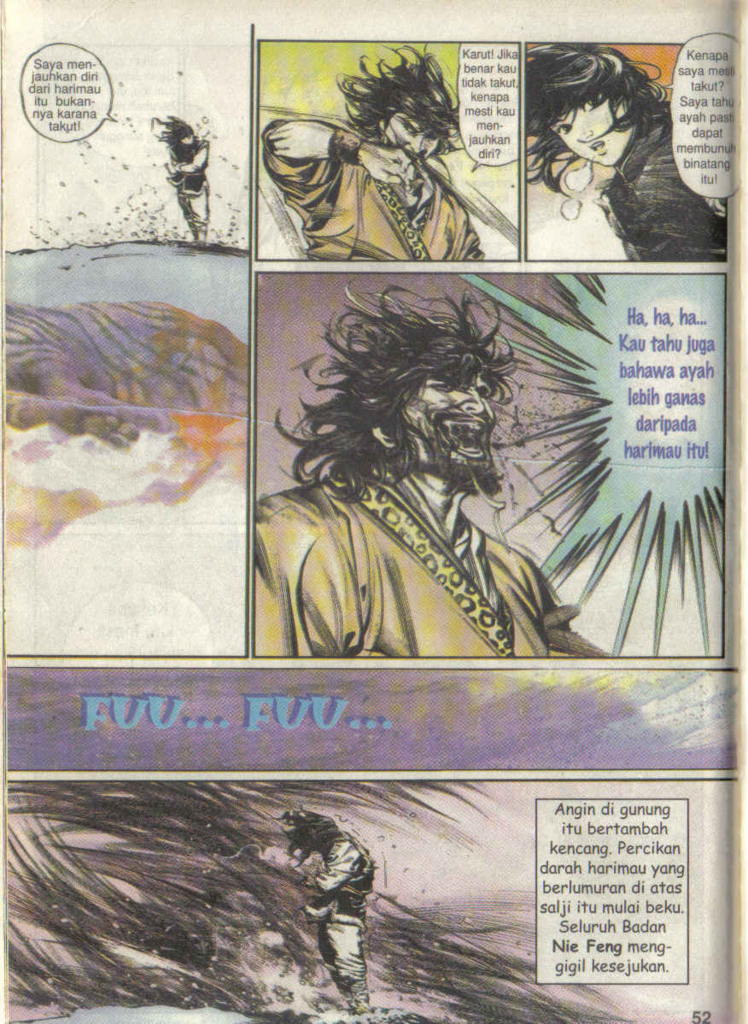 Saya men-
jauhkan diri
dari harimau
itu bukan-
nya karana
takut!
Karut! Jika
benar kau
tidak takut,
kenapa
mesti kau
men-
jauhkan
diri?
Kenapa
saya mesti
takut?
Saya tahu
ayah pasti
dapat
membunuh
binatang
itu!
Ha, ha, ha...
Kau tahu juga
bahawa ayah
lebih ganas
daripada
harimau itu!
FUU... FUU...
Angin di gunung
itu bertambah
kencang. Percikan
darah harimau yang
berlumuran di atas
salji itu mulai beku.
Seluruh Badan
Nie Feng meng-
gigil kesejukan.
52